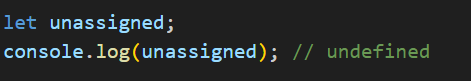 let unassigned;
console.log(unassigned); // undefined